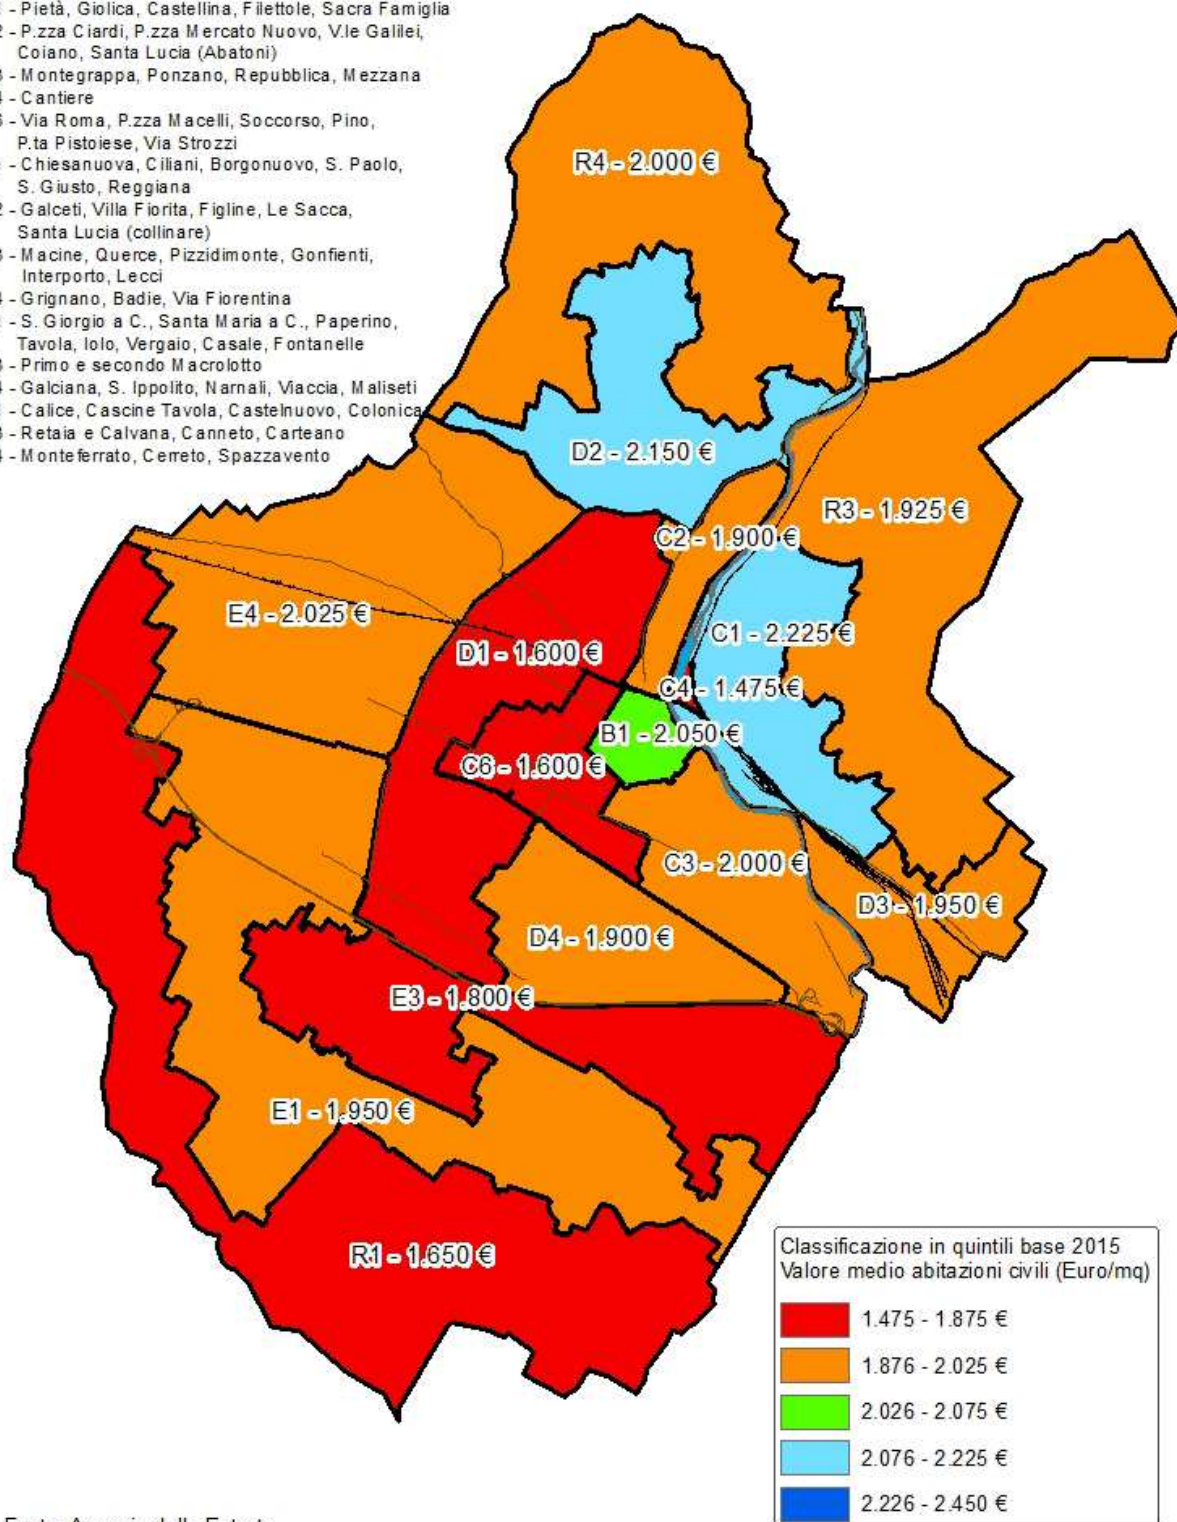 - Pietà, Giolica, Castellina, Filettole, Sacra Famiglia
- P.zza Ciardi, P.zza Mercato Nuovo, V.le Galilei,
Coiano, Santa Lucia (Abatoni)
- Montegrappa, Ponzano, Repubblica, Mezzana
- Cantiere
- Via Roma, P.zza Macelli, Soccorso, Pino,
P.ta Pistoiese, Via Strozzi
- Chiesanuova, Ciliani, Borgonuovo, S. Paolo,
S. Giusto, Reggiana
- Galceti, Villa Fiorita, Figline, Le Sacca,
Santa Lucia (collinare)
- Macine, Querce, Pizzidimonte, Gonfienti,
Interporto, Lecci
- Grignano, Badie, Via Fiorentina
- S. Giorgio a C., Santa Maria a C., Paperino,
Tavola, Iolo, Vergaio, Casale, Fontanelle
- Primo e secondo Macrolotto
- Galciana, S. Ippolito, Narnali, Viaccia, Maliseti
- Calice, Cascine Tavola, Castelnuovo, Colonica
- Retaia e Calvana, Canneto, Carteano
- Monteferrato, Cerreto, Spazzavento
R4 - 2.000 €
D2 - 2.150 €
R3 - 1.925 €
C2 - 1.900 €
E4 - 2.025 €
C1 - 2.225 €
D1 - 1.600 €
C4 - 1.475 €
B1 - 2.050 €
C6 - 1.600 €
C3 - 2.000 €
D3 - 1.950 €
D4 - 1.900 €
E3 - 1.800 €
E1 - 1.950 €
R1 - 1.650 €
Classificazione in quintili base 2015
Valore medio abitazioni civili (Euro/mq)
1.475 - 1.875 €
1.876 - 2.025 €
2.026 - 2.075 €
2.076 - 2.225 €
2.226 - 2.450 €